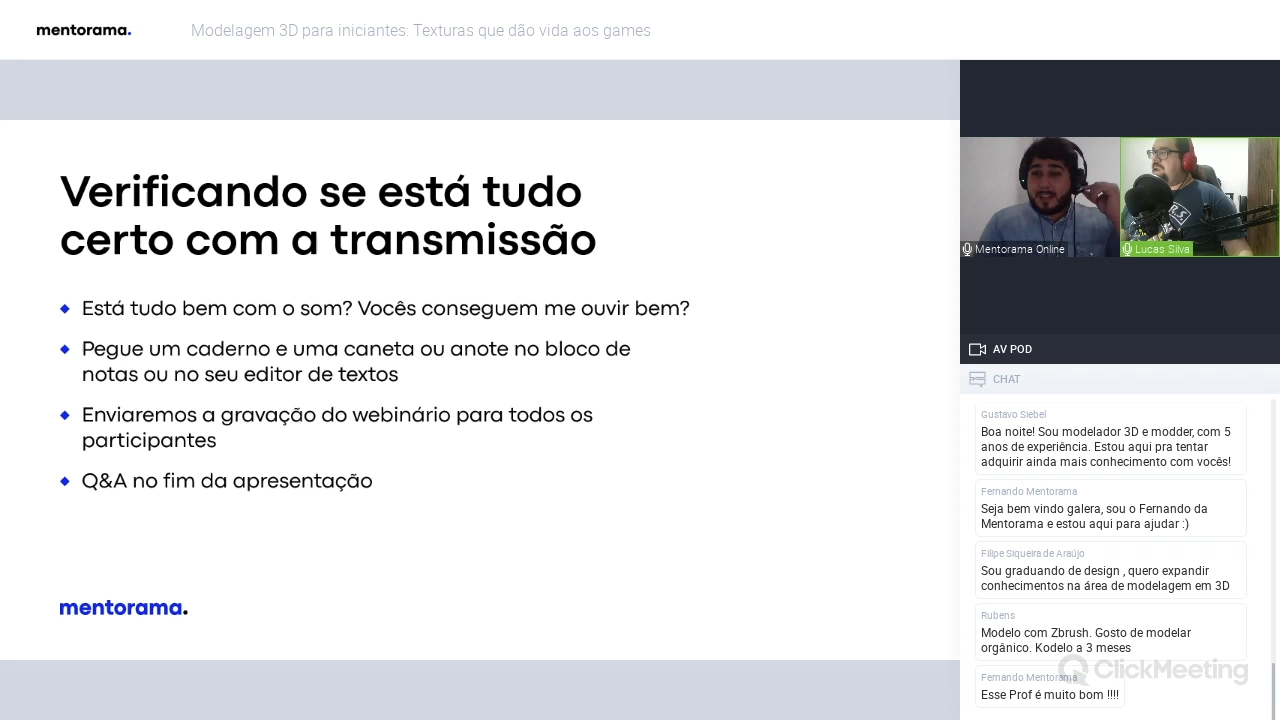 mentorama.
Modelagem 3D para iniciantes: Texturas que dão vida aos games
Verificando se está tudo
certo com a transmissão
Está tudo bem com o som? Vocês conseguem me ouvir bem?
Pegue um caderno e uma caneta ou anote no bloco de
notas ou no seu editor de textos
Enviaremos a gravação do webinário para todos os
participantes
Q&A no fim da apresentação
mentorama.
Mentorama Online
Lucas Silva
AV POD
CHAT
Gustavo Siebel
Boa noite! Sou modelador 3D e modder, com 5
anos de experiência. Estou aqui pra tentar
adquirir ainda mais conhecimento com vocês!
Fernando Mentorama
Seja bem vindo galera, sou o Fernando da
Mentorama e estou aqui para ajudar :)
Filipe Siqueira de Araújo
Sou graduando de design , quero expandir
conhecimentos na área de modelagem em 3D
Rubens
Modelo com Zbrush. Gosto de modelar
orgânico. Kodelo a 3 meses
Fernando Mentorama
Esse Prof é muito bom !!!!
ClickMeeting